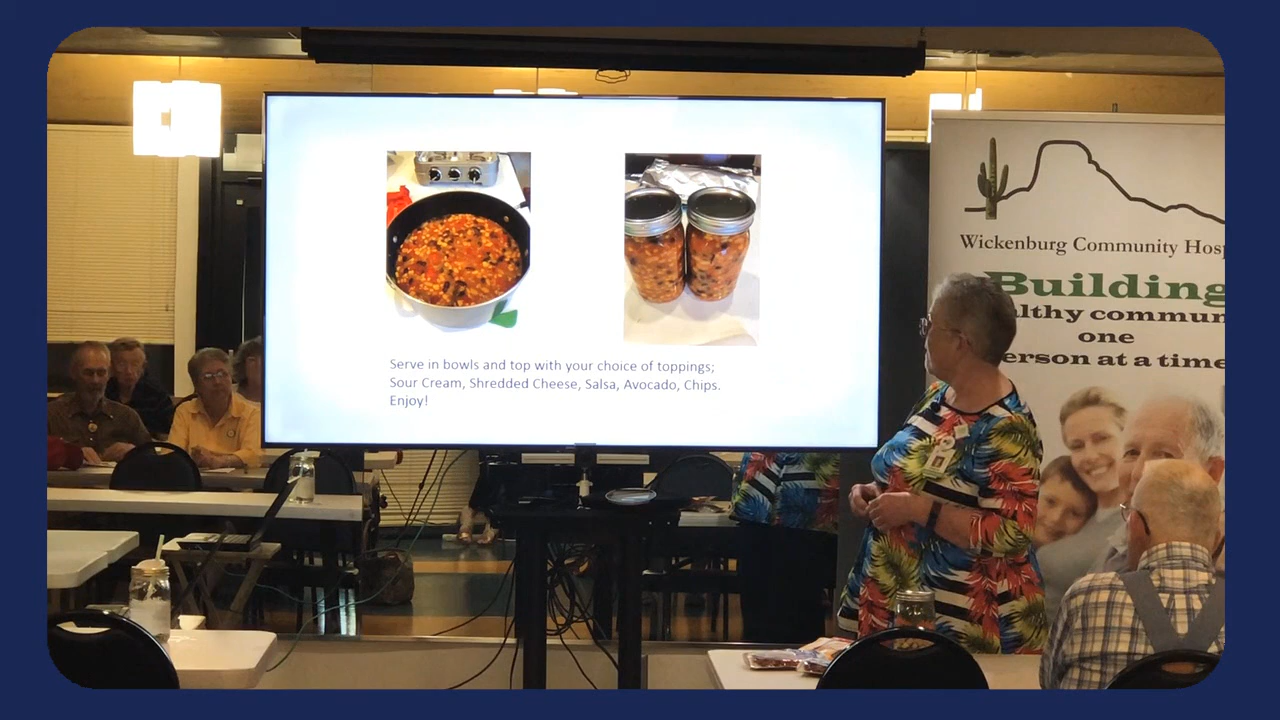 Serve in bowls and top with your choice of toppings;
Sour Cream, Shredded Cheese, Salsa, Avocado, Chips.
Enjoy!
Wickenburg Community Hosp
Building
althy commun
one
erson at a time